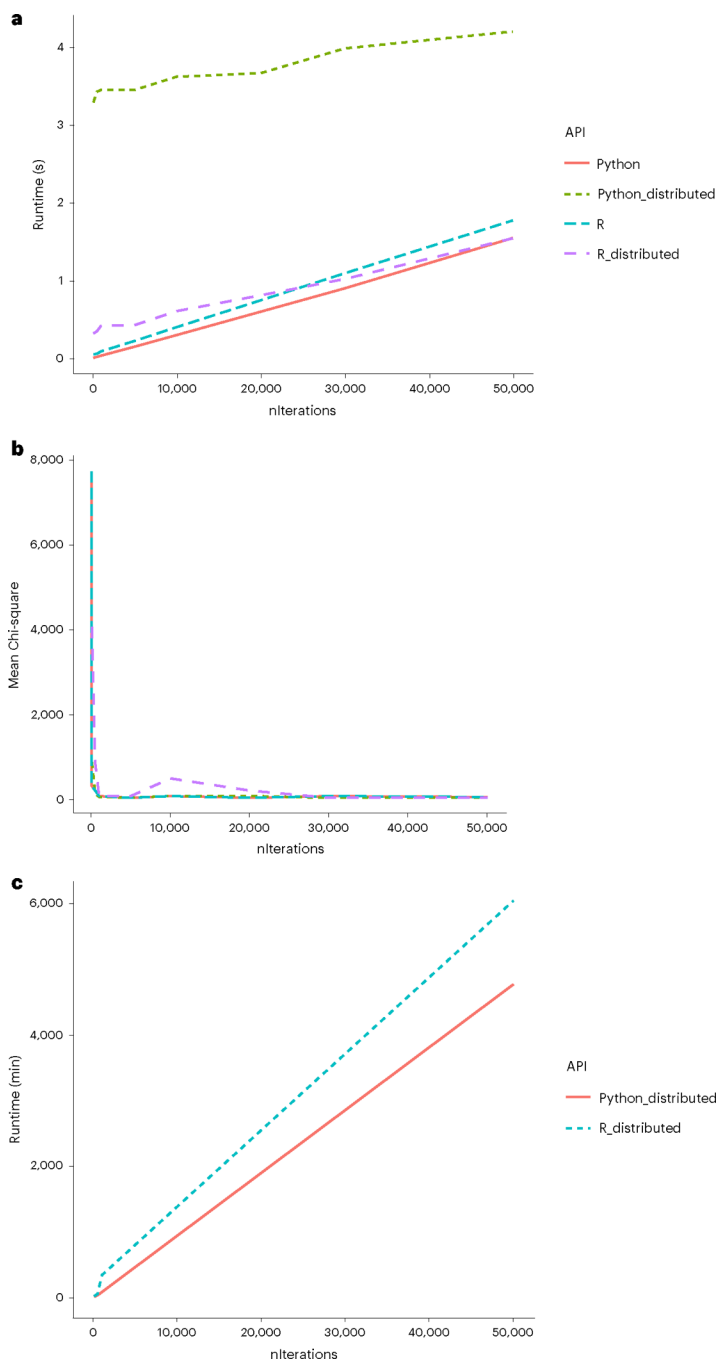 a
4
3
2
1
0
Runtime (s)
0 10,000 20,000 30,000 40,000 50,000
nIterations
API
Python
Python_distributed
R
R_distributed
b
8,000
6,000
4,000
2,000
0
Mean Chi-square
0 10,000 20,000 30,000 40,000 50,000
nIterations
c
6,000
4,000
2,000
0
Runtime (min)
0 10,000 20,000 30,000 40,000 50,000
nIterations
API
Python_distributed
R_distributed